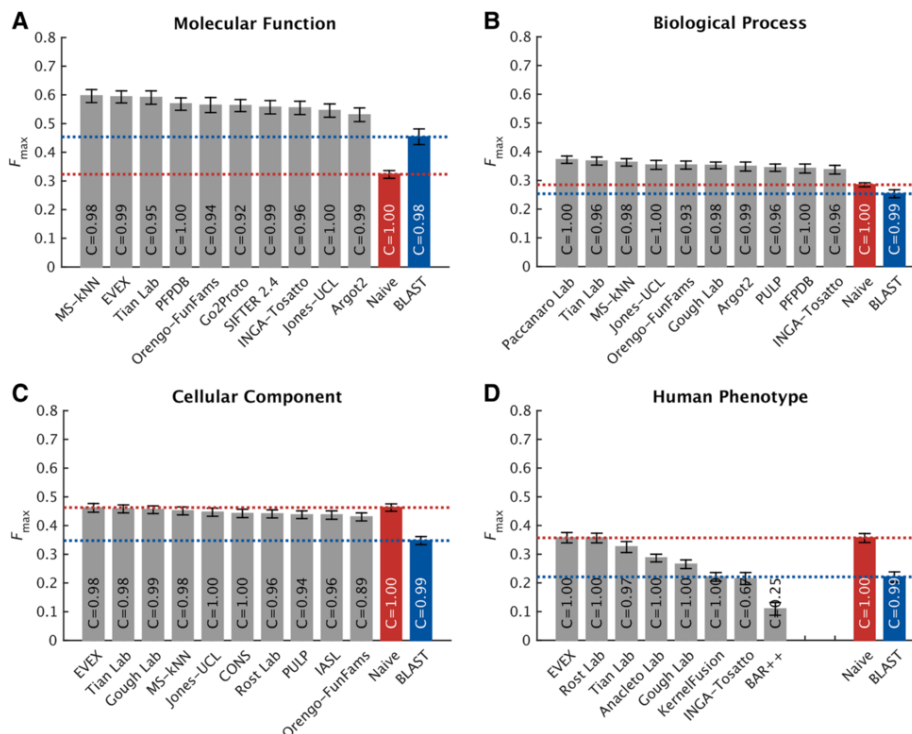 A
Molecular Function
0.8
0.7
0.6
0.5
0.4
0.3
0.2
0.1
0
Fmax
C=0.98
C=0.99
C=0.95
C=1.00
C=0.94
C=0.92
C=0.99
C=0.96
C=1.00
C=0.99
C=1.00
C=0.98
MS-kNN
EVEX
Tian Lab
PFPDB
Orengo-FunFams
Go2Proto
SIFTER 2.4
INGA-Tosatto
Jones-UCL
Argot2
Naïve
BLAST
B
Biological Process
0.8
0.7
0.6
0.5
0.4
0.3
0.2
0.1
0
Fmax
C=1.00
C=0.96
C=0.98
C=1.00
C=0.93
C=0.98
C=0.99
C=0.96
C=1.00
C=0.96
C=1.00
C=0.99
Paccanaro Lab
Tian Lab
MS-kNN
Jones-UCL
Orengo-FunFams
Gough Lab
Argot2
PULP
PFPDB
INGA-Tosatto
Naïve
BLAST
C
Cellular Component
0.8
0.7
0.6
0.5
0.4
0.3
0.2
0.1
0
Fmax
C=0.98
C=0.98
C=0.99
C=0.98
C=1.00
C=1.00
C=0.96
C=0.94
C=0.96
C=0.89
C=1.00
C=0.99
EVEX
Tian Lab
Gough Lab
MS-kNN
Jones-UCL
CONS
Rost Lab
PULP
IASL
Orengo-FunFams
Naïve
BLAST
D
Human Phenotype
0.8
0.7
0.6
0.5
0.4
0.3
0.2
0.1
0
Fmax
C=1.00
C=1.00
C=0.97
C=1.00
C=1.00
C=1.00
C=0.25
C=1.00
C=0.99
EVEX
Rost Lab
Tian Lab
Anacleto Lab
Gough Lab
KernelFusion
INGA-Tosatto
BAR++
Naïve
BLAST